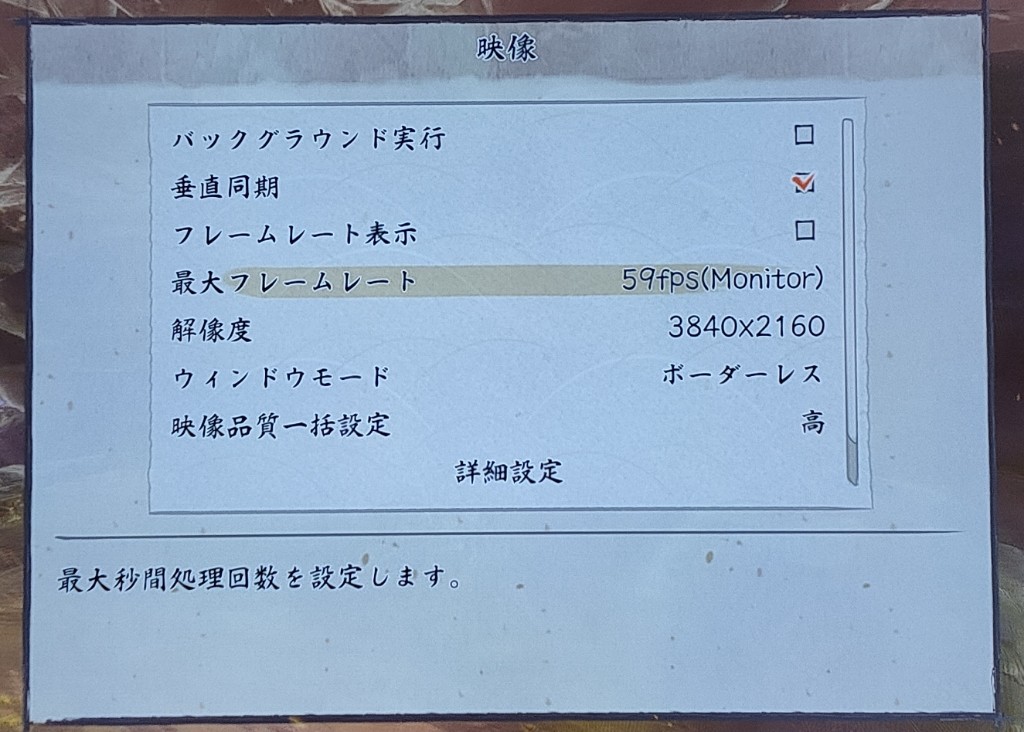 映像
バックグラウンド実行
垂直同期
フレームレート表示
最大フレームレート 59fps(Monitor)
解像度 3840x2160
ウィンドウモード ボーダーレス
映像品質一括設定 高
詳細設定
最大秒間処理回数を設定します。